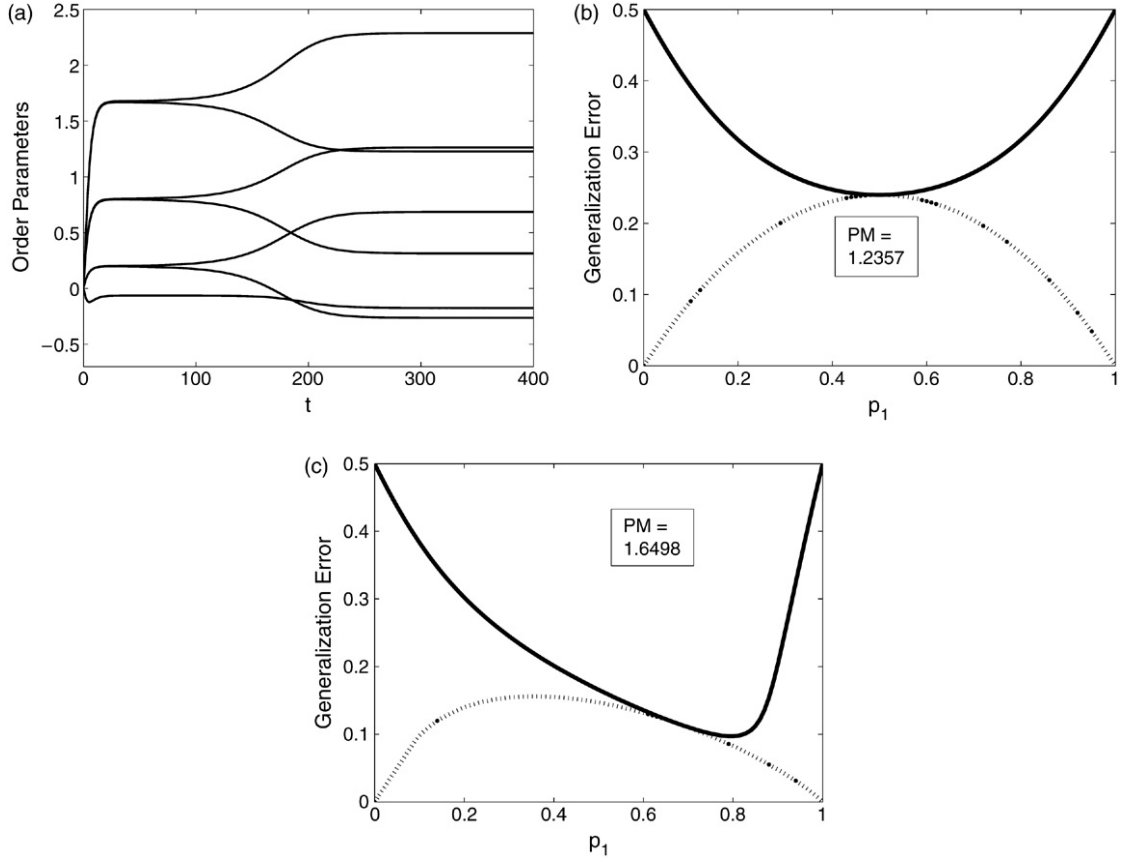 (a)
2.5
2
1.5
1
0.5
0
−0.5
Order Parameters
0 100 200 300 400
t
(b)
0.5
0.4
0.3
0.2
0.1
0
Generalization Error
PM =
1.2357
0 0.2 0.4 0.6 0.8 1
p1
(c)
0.5
0.4
0.3
0.2
0.1
0
Generalization Error
PM =
1.6498
0 0.2 0.4 0.6 0.8 1
p1